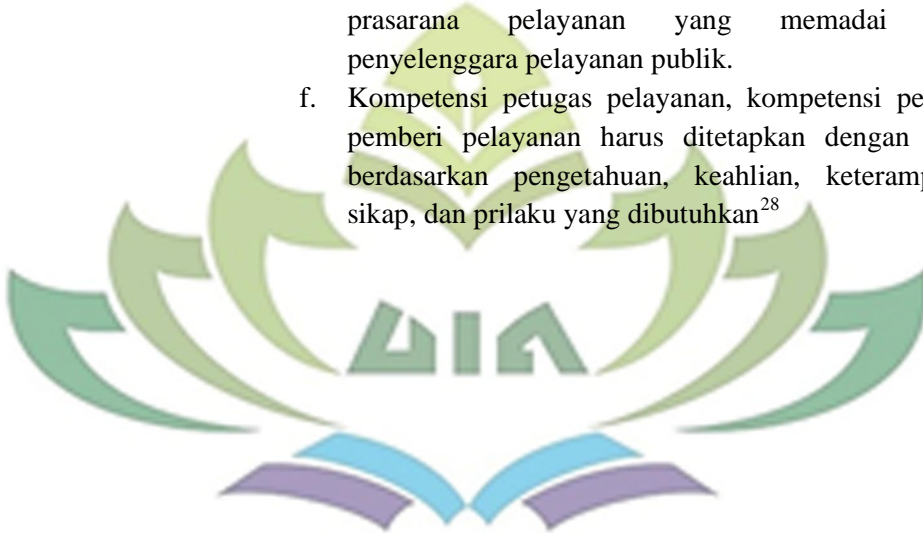 prasarana pelayanan yang memadai
penyelenggara pelayanan publik.
f. Kompetensi petugas pelayanan, kompetensi
pemberi pelayanan harus ditetapkan dengan
berdasarkan pengetahuan, keahlian,
sikap, dan prilaku yang dibutuhkan28
UIN